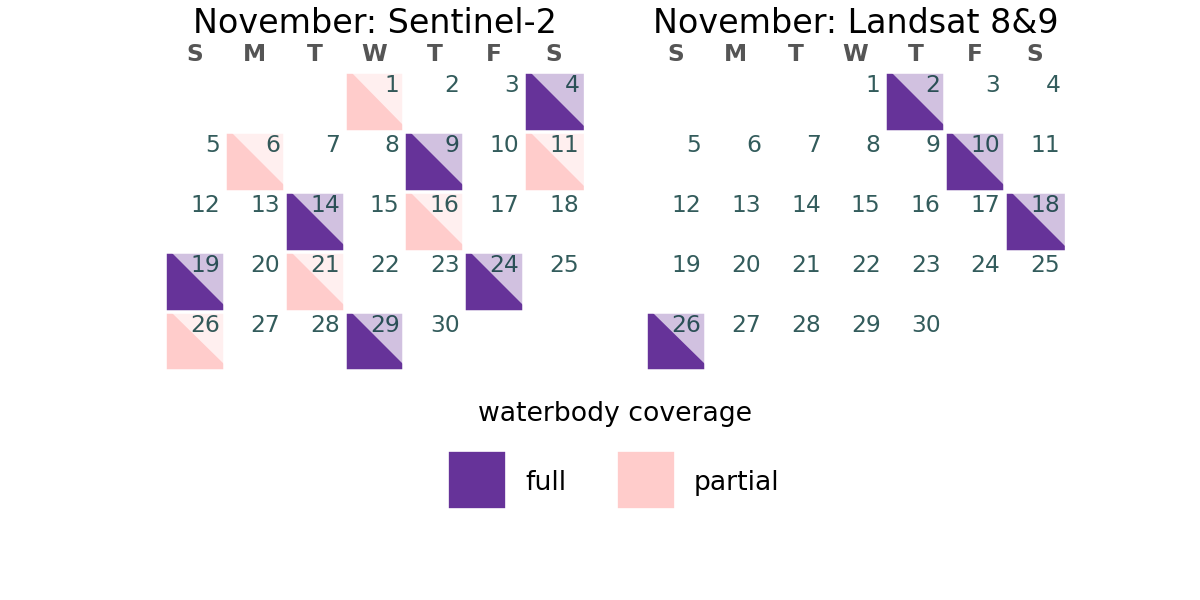 November: Sentinel-2
S M T W T F S
1 2 3 4
5 6 7 8 9 10 11
12 13 14 15 16 17 18
19 20 21 22 23 24 25
26 27 28 29 30
November: Landsat 8&9
S M T W T F S
1 2 3 4
5 6 7 8 9 10 11
12 13 14 15 16 17 18
19 20 21 22 23 24 25
26 27 28 29 30
waterbody coverage
full partial